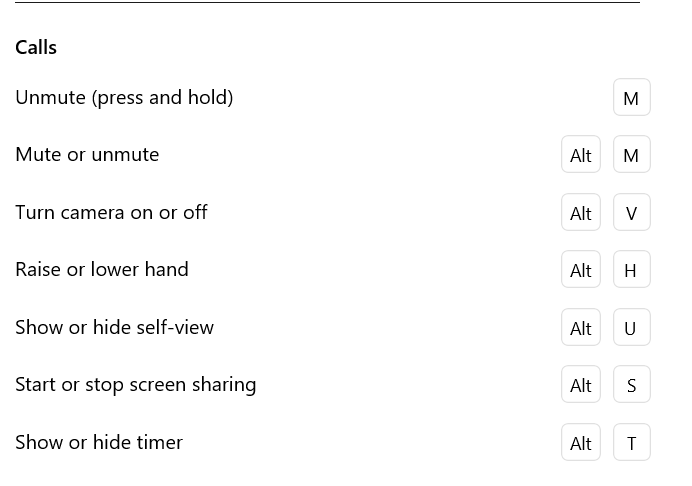 Calls
Unmute (press and hold) M
Mute or unmute Alt M
Turn camera on or off Alt V
Raise or lower hand Alt H
Show or hide self-view Alt U
Start or stop screen sharing Alt S
Show or hide timer Alt T